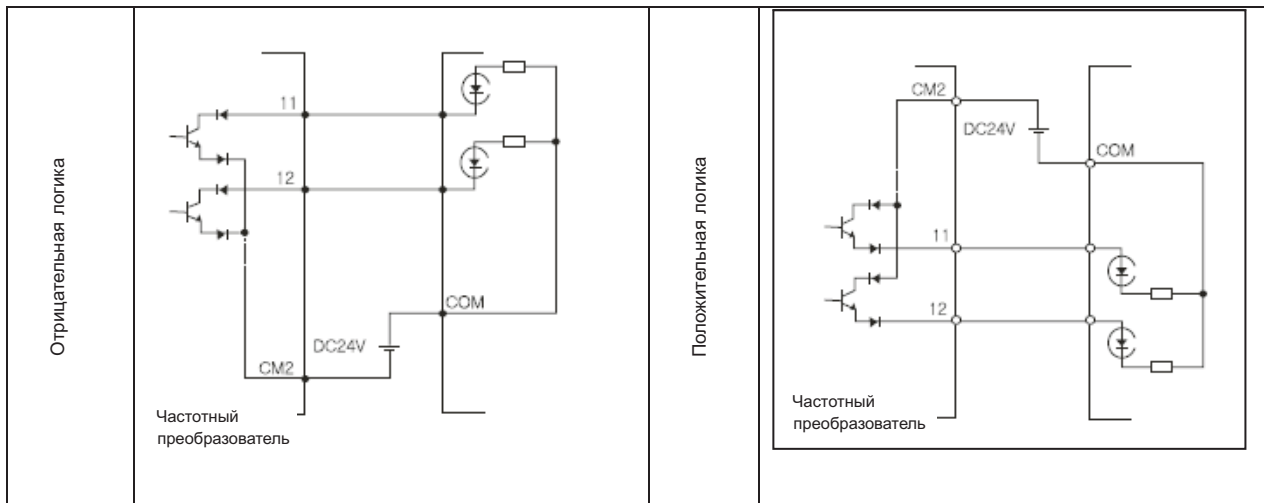 Отрицательная логика
11
12
COM
DC24V
CM2
Частотный
преобразователь
Положительная логика
CM2
DC24V
COM
11
12
Частотный
преобразователь